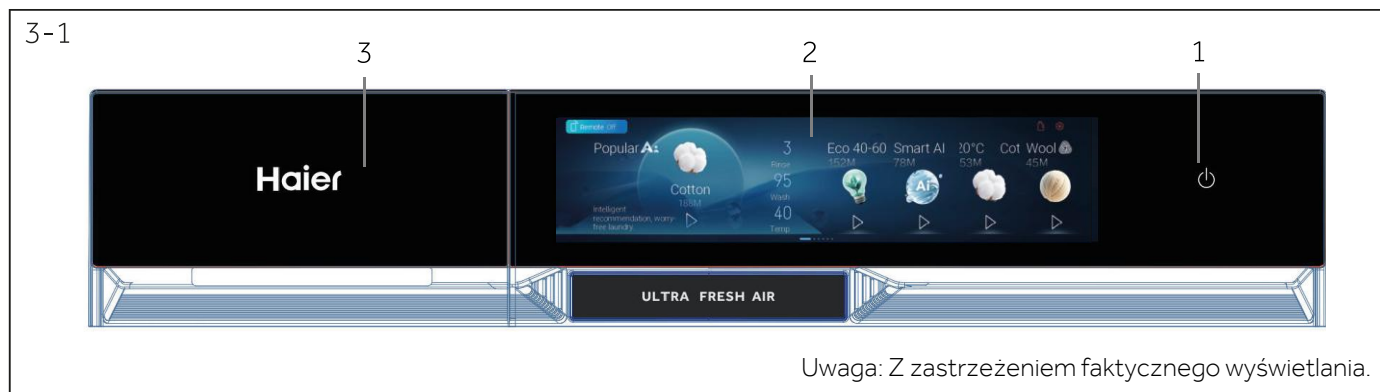 3-1
3
2
1
Remote Off
Popular Ai
3
Rinse
95
Wash
40
Temp
Cotton
188M
Intelligent
recommendation, worry-
free laundry
Eco 40-60
152M
Smart AI
78M
Ai
20°C Cot
53M
Wool
45M
Haier
ULTRA FRESH AIR
Uwaga: Z zastrzeżeniem faktycznego wyświetlania.